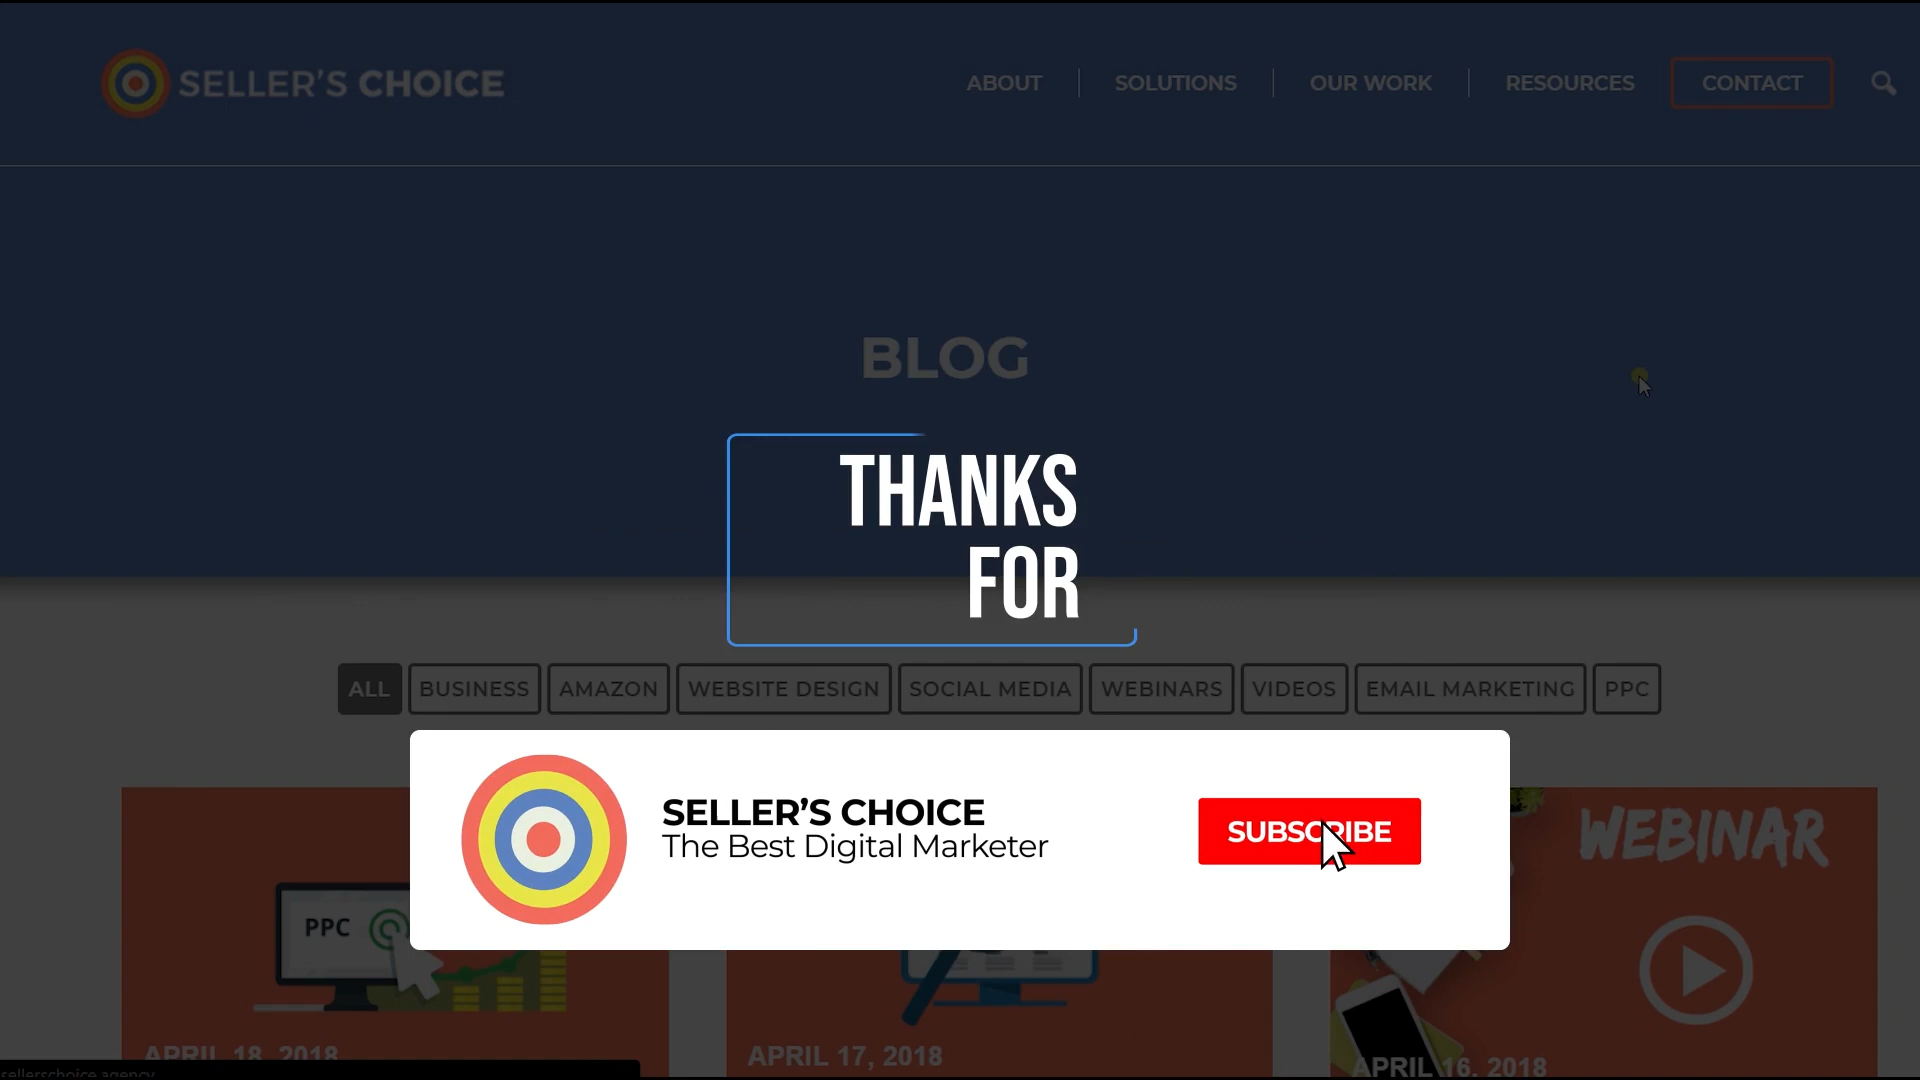 SELLER'S CHOICE
ABOUT
SOLUTIONS
OUR WORK
RESOURCES
CONTACT
BLOG
THANKS
FOR
ALL
BUSINESS
AMAZON
WEBSITE DESIGN
SOCIAL MEDIA
WEBINARS
VIDEOS
EMAIL MARKETING
PPC
SELLER'S CHOICE
The Best Digital Marketer
SUBSCRIBE
WEBINAR
PPC
APRIL 18, 2018
APRIL 17, 2018
APRIL 16, 2018
sellerschoice.agency